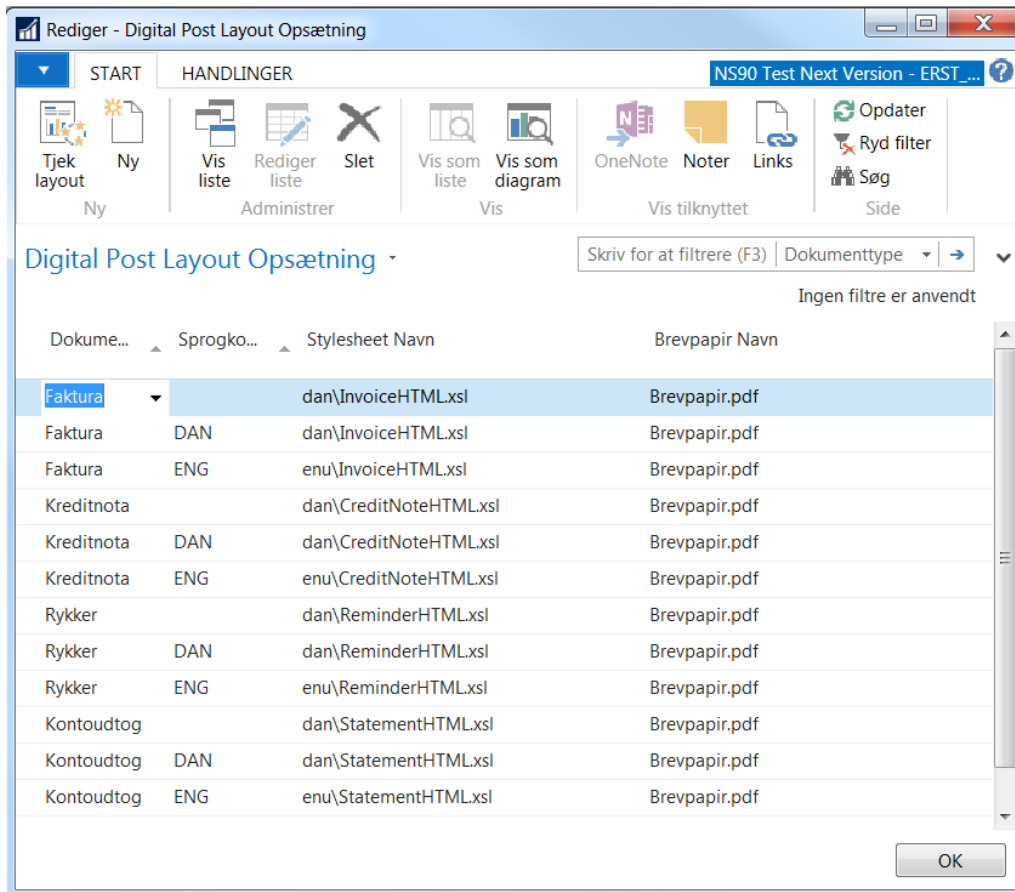 Rediger - Digital Post Layout Opsætning
START HANDLINGER NS90 Test Next Version - ERST_...
Tjek layout
Ny
Ny
Vis liste
Rediger liste
Slet
Administrer
Vis som liste
Vis som diagram
Vis
OneNote
Noter
Links
Vis tilknyttet
Opdater
Ryd filter
Søg
Side
Digital Post Layout Opsætning
Skriv for at filtrere (F3) Dokumenttype
Ingen filtre er anvendt
Dokume... Sprogko... Stylesheet Navn Brevpapir Navn
Faktura dan\InvoiceHTML.xsl Brevpapir.pdf
Faktura DAN dan\InvoiceHTML.xsl Brevpapir.pdf
Faktura ENG enu\InvoiceHTML.xsl Brevpapir.pdf
Kreditnota dan\CreditNoteHTML.xsl Brevpapir.pdf
Kreditnota DAN dan\CreditNoteHTML.xsl Brevpapir.pdf
Kreditnota ENG enu\CreditNoteHTML.xsl Brevpapir.pdf
Rykker dan\ReminderHTML.xsl Brevpapir.pdf
Rykker DAN dan\ReminderHTML.xsl Brevpapir.pdf
Rykker ENG enu\ReminderHTML.xsl Brevpapir.pdf
Kontoudtog dan\StatementHTML.xsl Brevpapir.pdf
Kontoudtog DAN dan\StatementHTML.xsl Brevpapir.pdf
Kontoudtog ENG enu\StatementHTML.xsl Brevpapir.pdf
OK